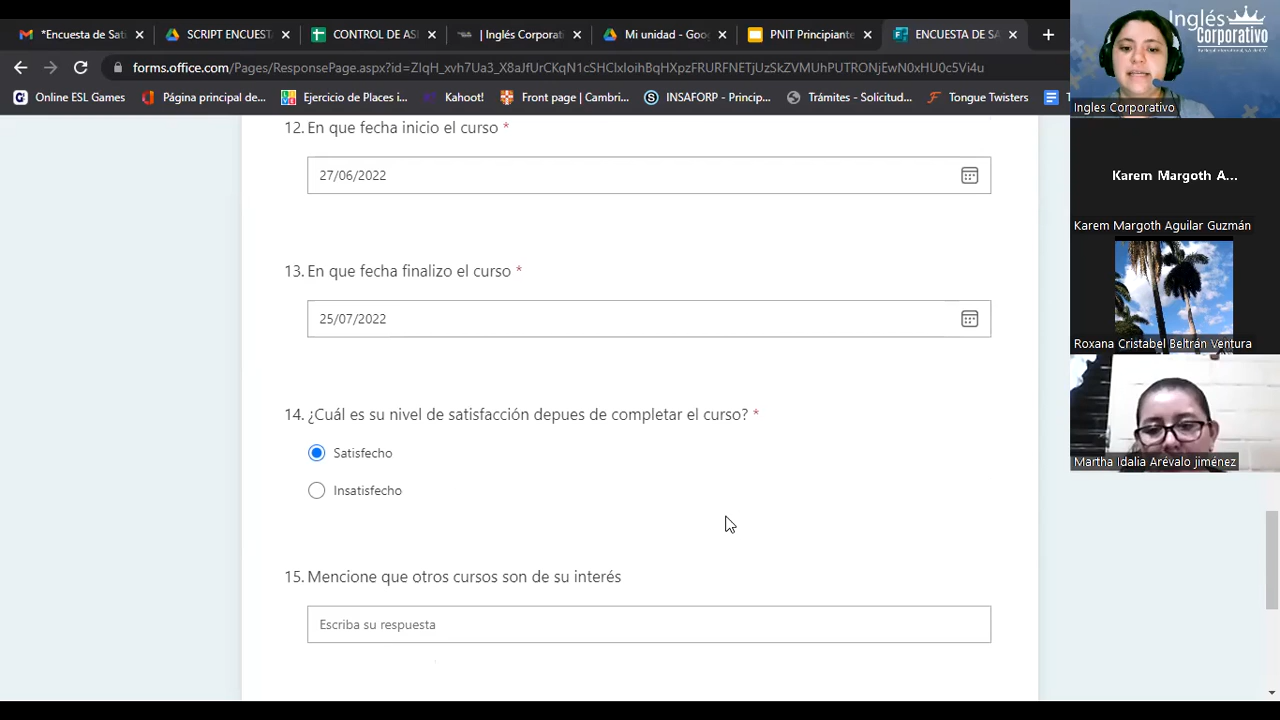 *Encuesta de Sat
SCRIPT ENCUEST
CONTROL DE ASI
| Inglés Corporati
Mi unidad - Goo
PNIT Principiante
ENCUESTA DE SA
forms.office.com/Pages/ResponsePage.aspx?id=
Online ESL Games
Página principal de...
Ejercicio de Places i...
Kahoot!
Front page | Cambri...
INSAFORP - Princip...
Trámites - Solicitud...
Tongue Twisters
12. En que fecha inicio el curso *
27/06/2022
13. En que fecha finalizo el curso *
25/07/2022
14. ¿Cuál es su nivel de satisfacción depues de completar el curso? *
Satisfecho
Insatisfecho
15. Mencione que otros cursos son de su interés
Escriba su respuesta
Inglés
Corporativo
Ingles Corporativo
Karem Margoth A...
Karem Margoth Aguilar Guzmán
Roxana Cristabel Beltrán Ventura
Martha Idalia Arévalo jiménez